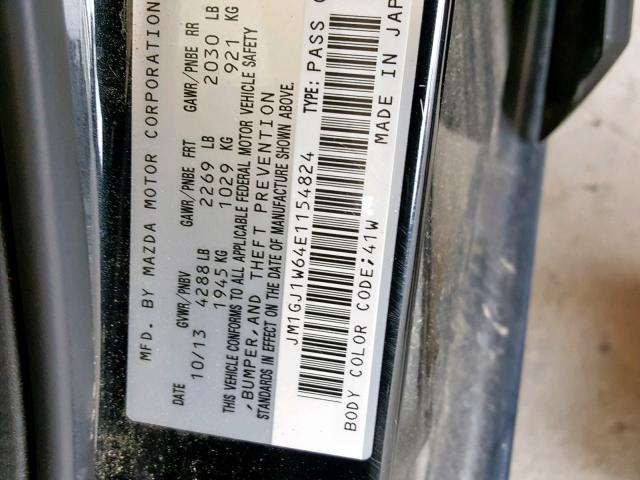 MFD. BY MAZDA MOTOR CORPORATION
DATE GVWR/PNBV GAWR/PNBE FRT GAWR/PNBE RR
10/13 4288 LB 2269 LB 2030 LB
1945 KG 1029 KG 921 KG
THIS VEHICLE CONFORMS TO ALL APPLICABLE FEDERAL MOTOR VEHICLE SAFETY
,BUMPER,AND THEFT PREVENTION
STANDARDS IN EFFECT ON THE DATE OF MANUFACTURE SHOWN ABOVE.
JM1GJ1W64E1154824 TYPE: PASS
BODY COLOR CODE;41W
MADE IN JAP